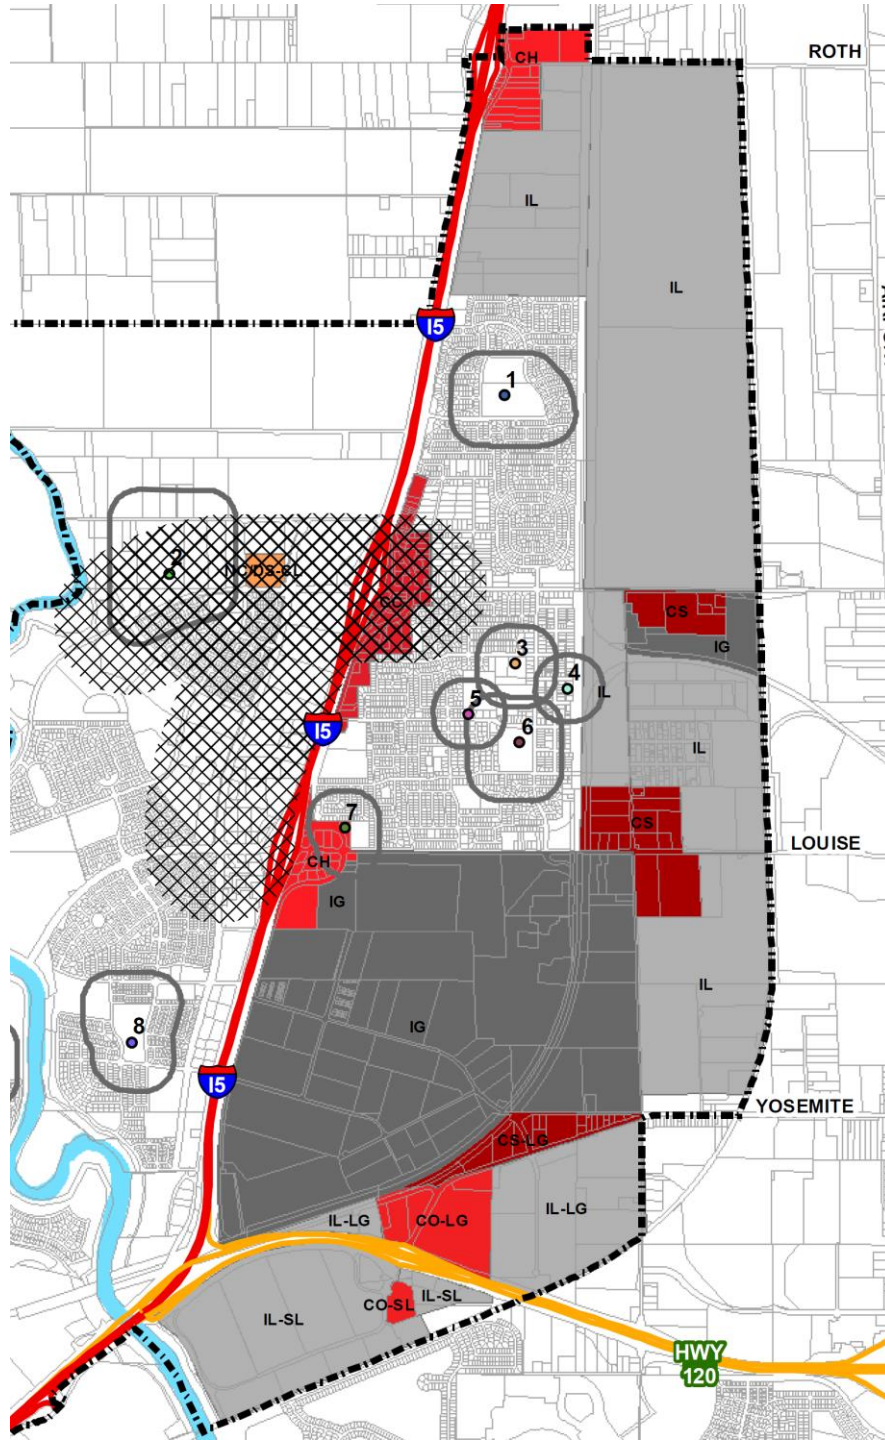 ROTH
CH
IL
IL
I5
1
2
CC
CS
IG
3
4
IL
5
I5
6
IL
7
CS
LOUISE
CH
IG
IL
IG
8
I5
YOSEMITE
CS-LG
IL-LG
CO-LG
IL-LG
IL-SL
CO-SL
IL-SL
HWY
120